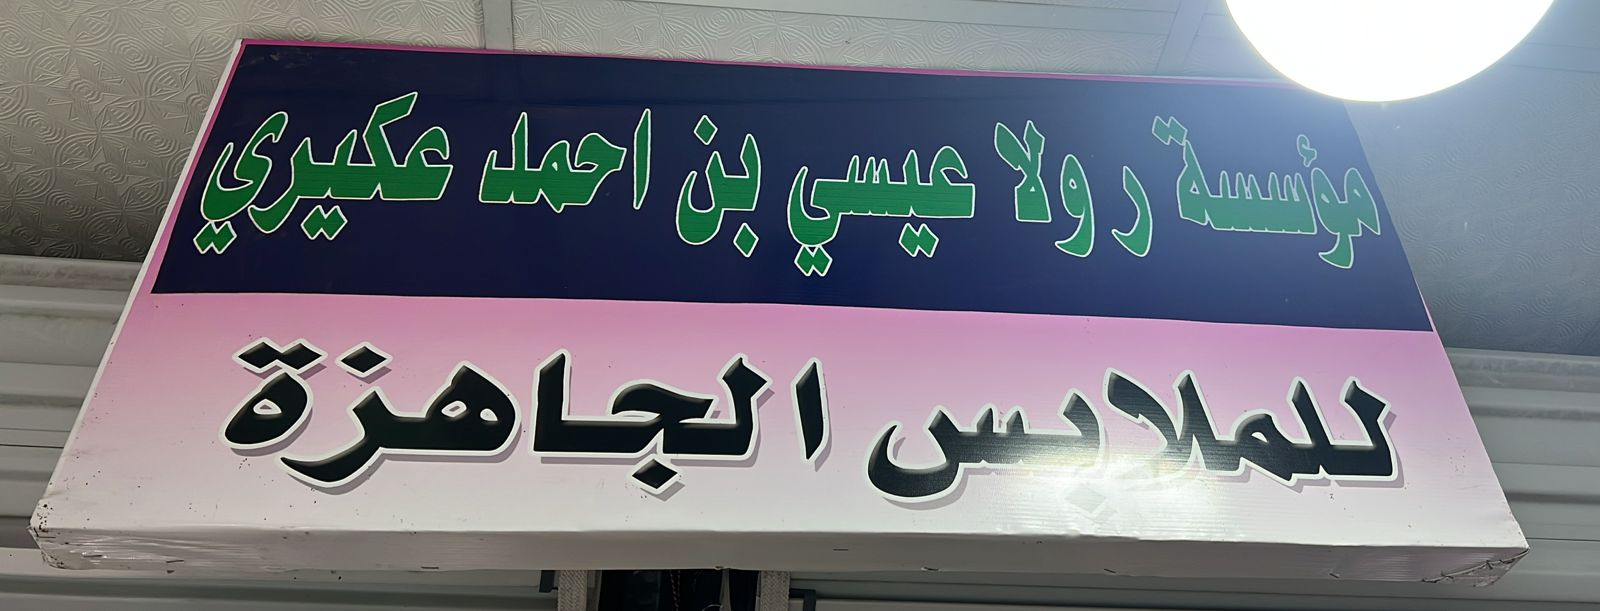 مؤسسة رولا عيسي بن احمد عكيري
للملابس الجاهزة